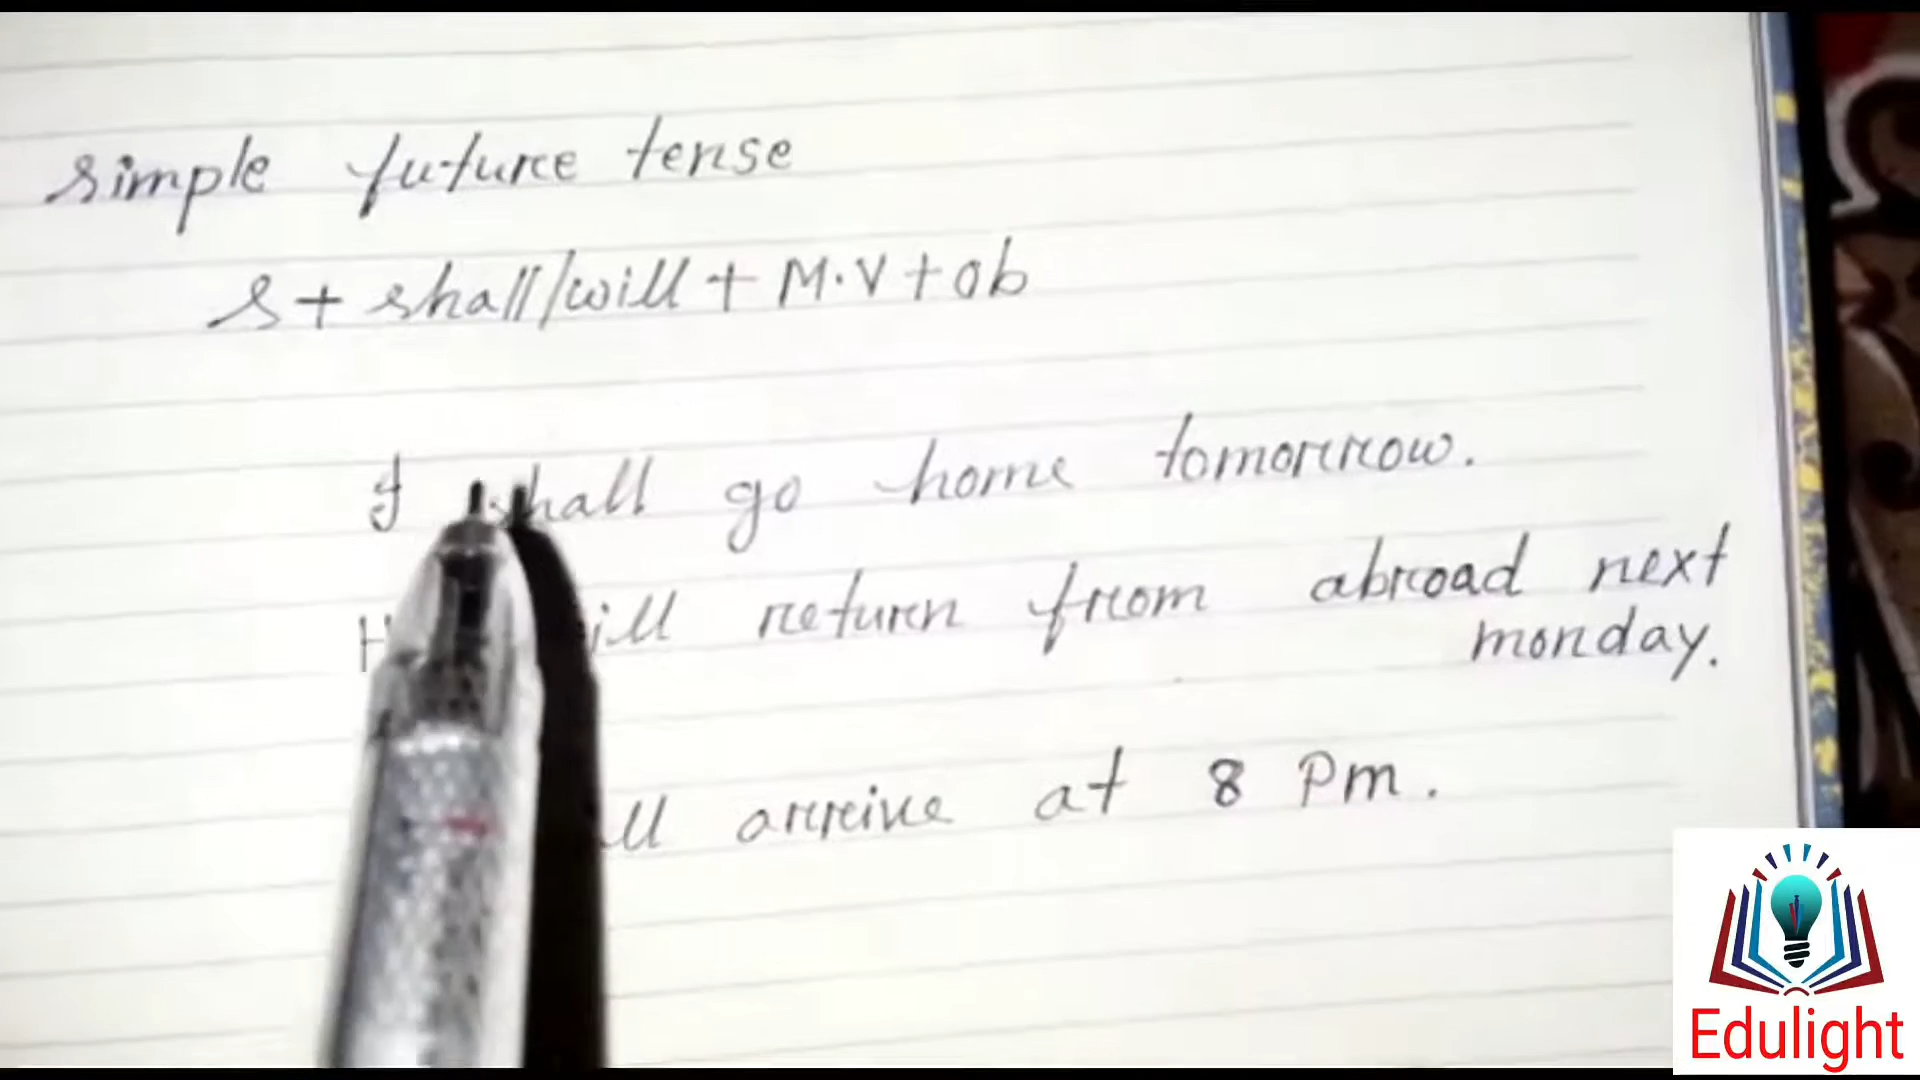 simple future tense
s + shall/will + M.V + ob
I shall go home tomorrow.
return from abroad next
monday.
arrive at 8 Pm.
Edulight